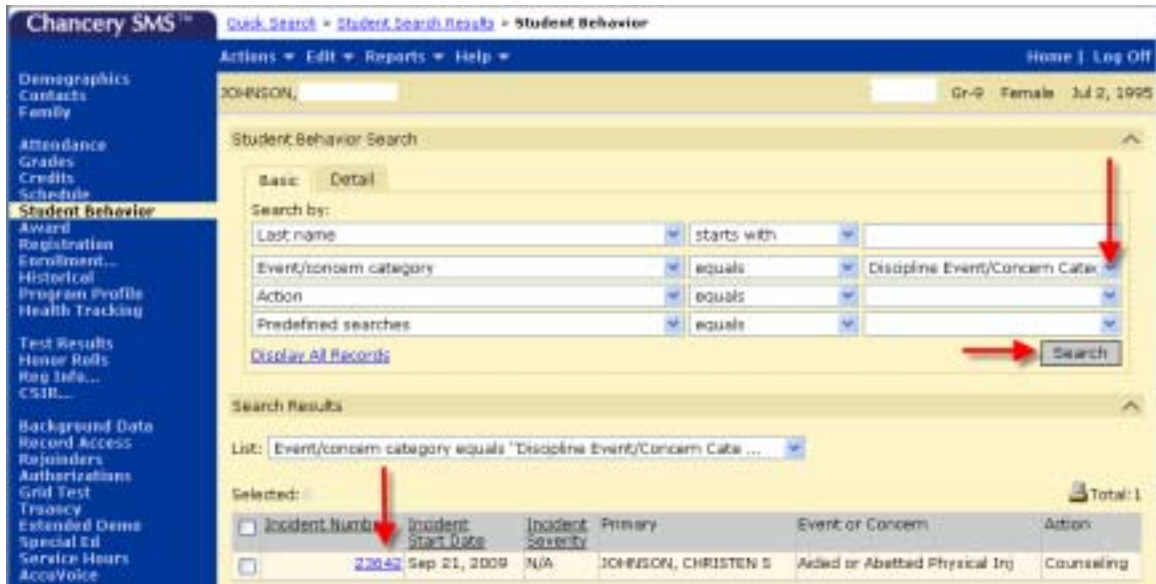 Chancery SMS™
Quick Search > Student Search Results > Student Behavior
Actions Edit Reports Help Home | Log Off
JOHNSON, Gr-9 Female Jul 2, 1995
Demographics
Contacts
Family
Attendance
Grades
Credits
Schedule
Student Behavior
Award
Registration
Enrollment...
Historical
Program Profile
Health Tracking
Test Results
Honor Rolls
Reg Info...
CSIR...
Background Data
Record Access
Rejoinders
Authorizations
Grid Test
Truancy
Extended Demo
Special Ed
Service Hours
AccuVoice
Student Behavior Search
Basic Detail
Search by:
Last name starts with
Event/concern category equals Discipline Event/Concern Cate
Action equals
Predefined searches equals
Display All Records Search
Search Results
List: Event/concern category equals "Discipline Event/Concern Cate ...
Selected: Total: 1
Incident Numb Incident Start Date Incident Severity Primary Event or Concern Action
23642 Sep 21, 2009 N/A JOHNSON, CHRISTEN S Aided or Abetted Physical Inj Counseling